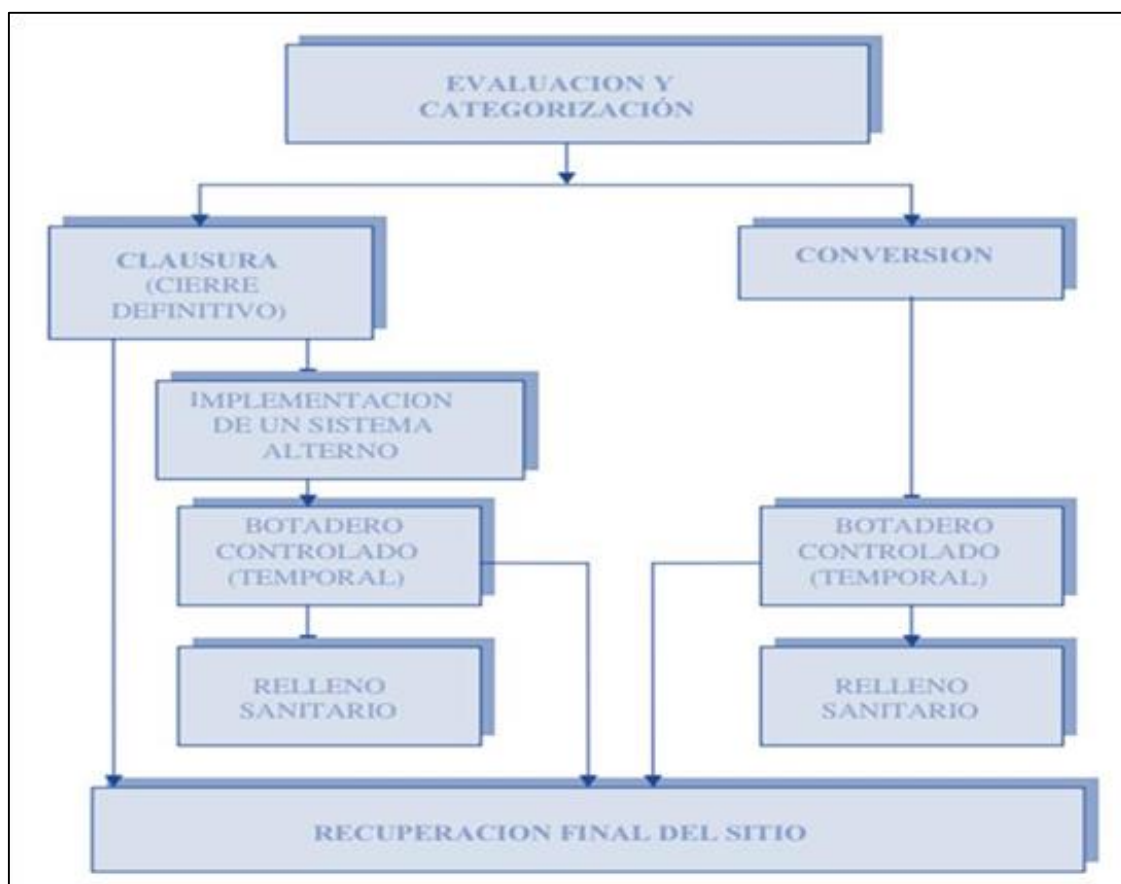 EVALUACION Y
CATEGORIZACIÓN
CLAUSURA
(CIERRE
DEFINITIVO)
CONVERSION
IMPLEMENTACION
DE UN SISTEMA
ALTERNO
BOTADERO
CONTROLADO
(TEMPORAL)
BOTADERO
CONTROLADO
(TEMPORAL)
RELLENO
SANITARIO
RELLENO
SANITARIO
RECUPERACION FINAL DEL SITIO